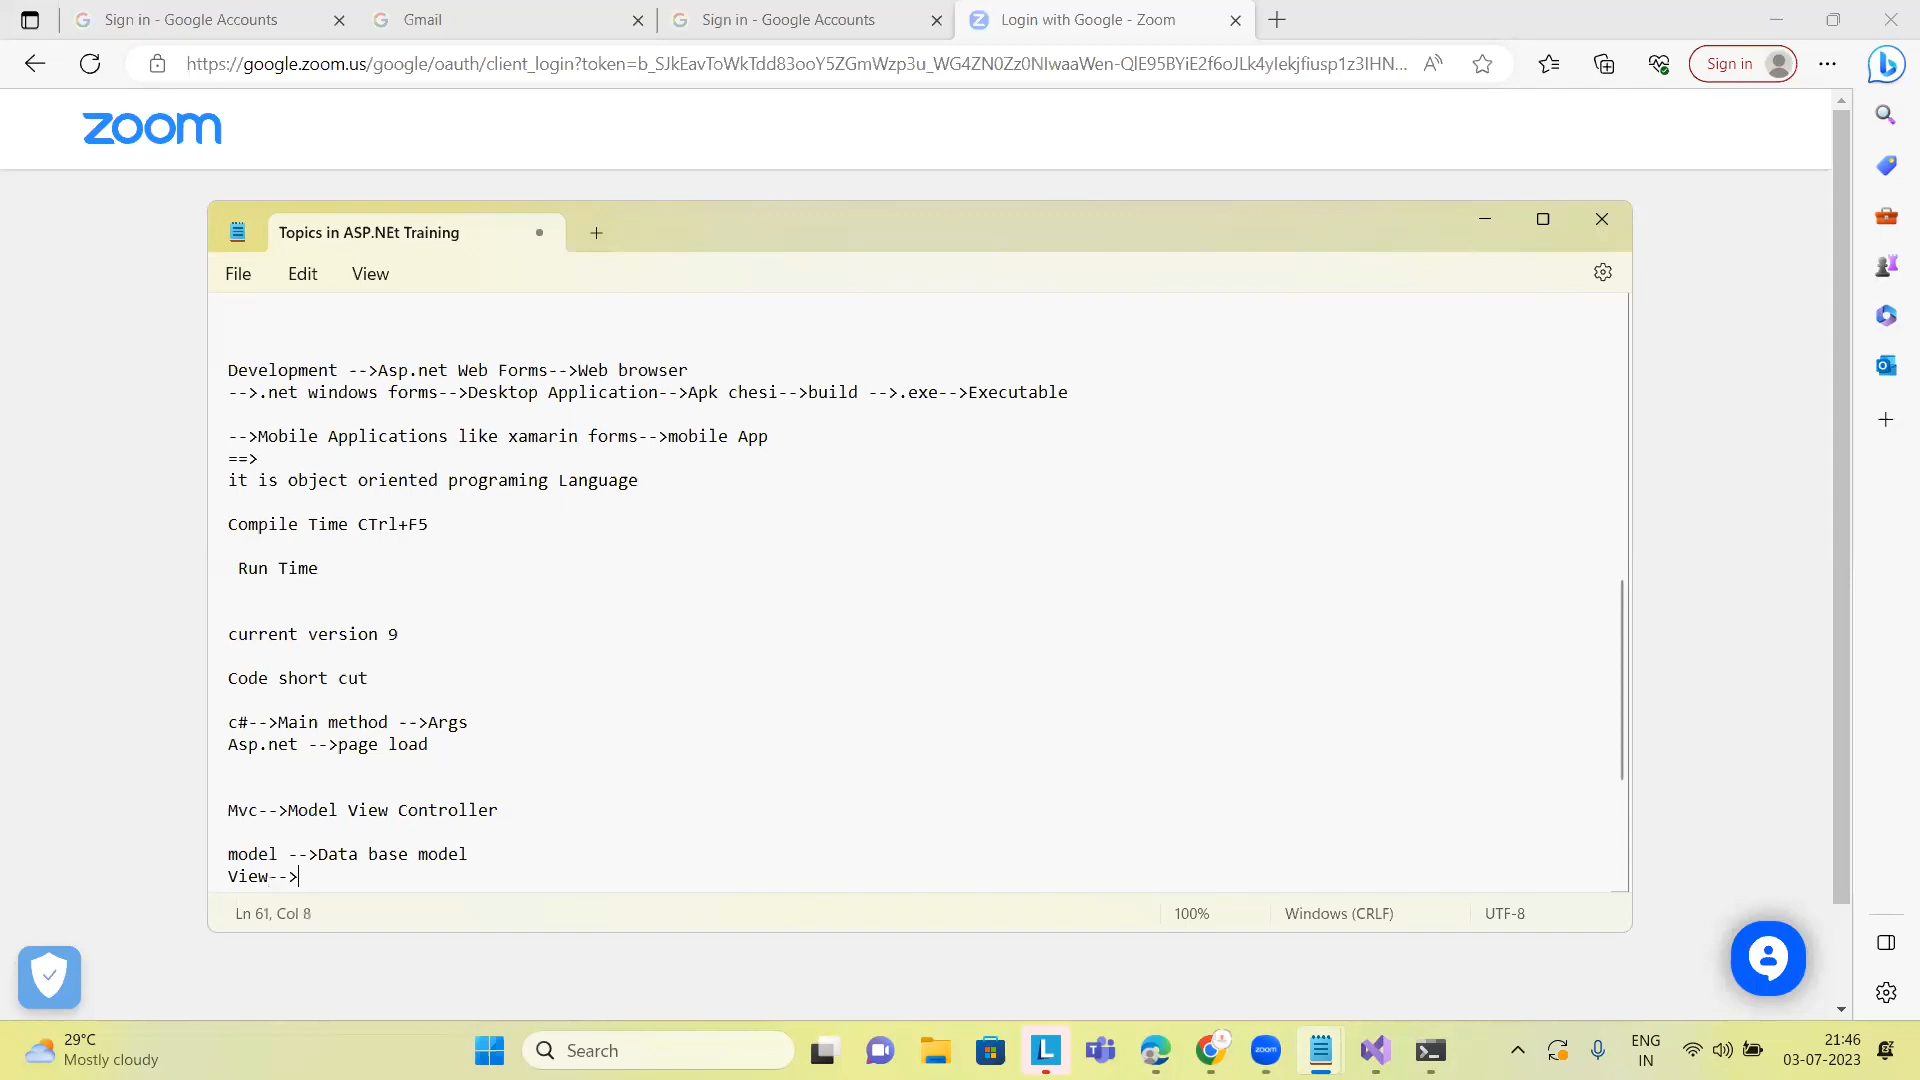 Sign in - Google Accounts
Gmail
Sign in - Google Accounts
Login with Google - Zoom
https://google.zoom.us/google/oauth/client_login?token=b_SJkEavToWkTdd83ooY5ZGmWzp3u_WG4ZN0Zz0NIwaaWen-QlE95BYiE2f6oJLk4yIekjfiusp1z3IHN...
Sign in
zoom
Topics in ASP.NEt Training
File
Edit
View
Development -->Asp.net Web Forms-->Web browser
-->.net windows forms-->Desktop Application-->Apk chesi-->build -->.exe-->Executable
-->Mobile Applications like xamarin forms-->mobile App
==>
it is object oriented programing Language
Compile Time CTrl+F5
Run Time
current version 9
Code short cut
c#-->Main method -->Args
Asp.net -->page load
Mvc-->Model View Controller
model -->Data base model
View-->
Ln 61, Col 8
100%
Windows (CRLF)
UTF-8
29°C
Mostly cloudy
Search
zoom
ENG
IN
21:46
03-07-2023